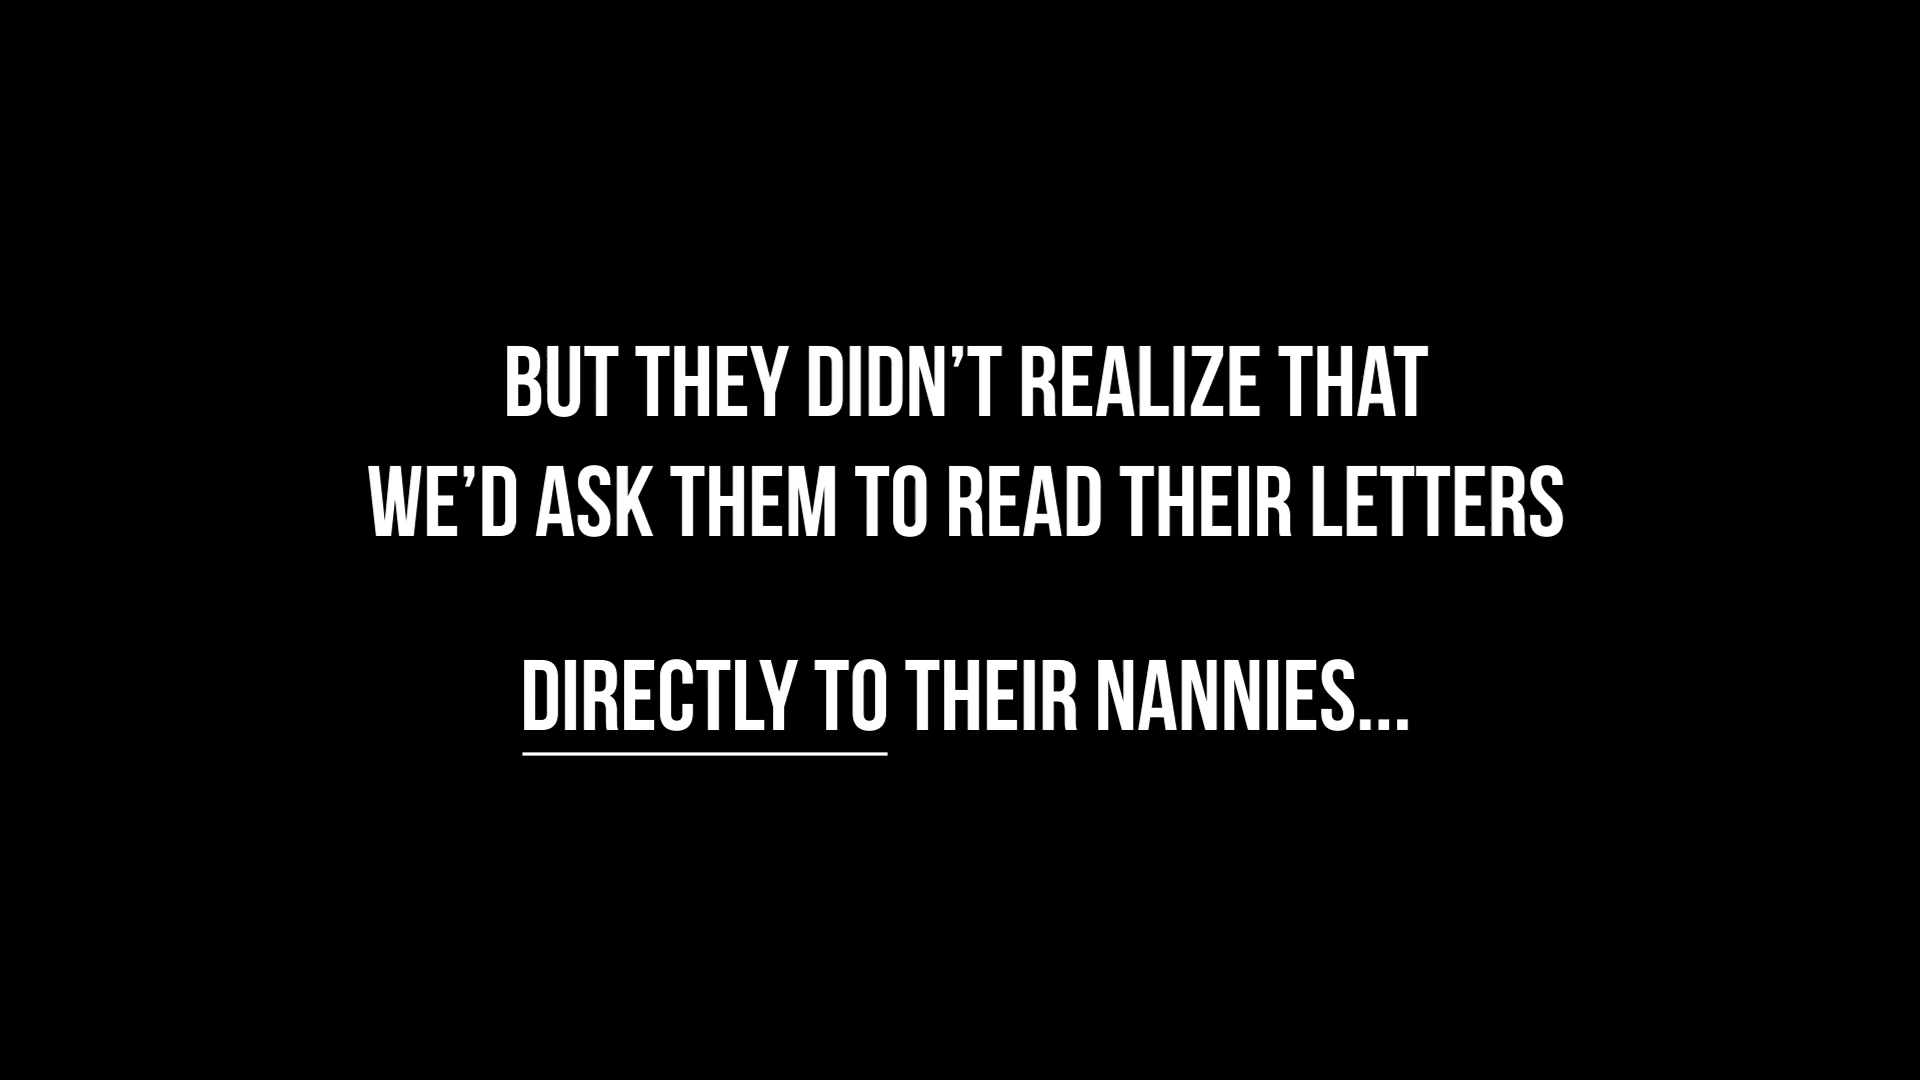 BUT THEY DIDN’T REALIZE THAT
WE’D ASK THEM TO READ THEIR LETTERS
DIRECTLY TO THEIR NANNIES...